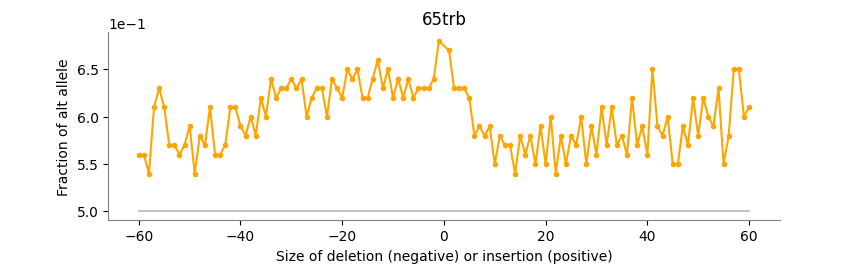 65trb
1e−1
Fraction of alt allele
6.5
6.0
5.5
5.0
−60 −40 −20 0 20 40 60
Size of deletion (negative) or insertion (positive)